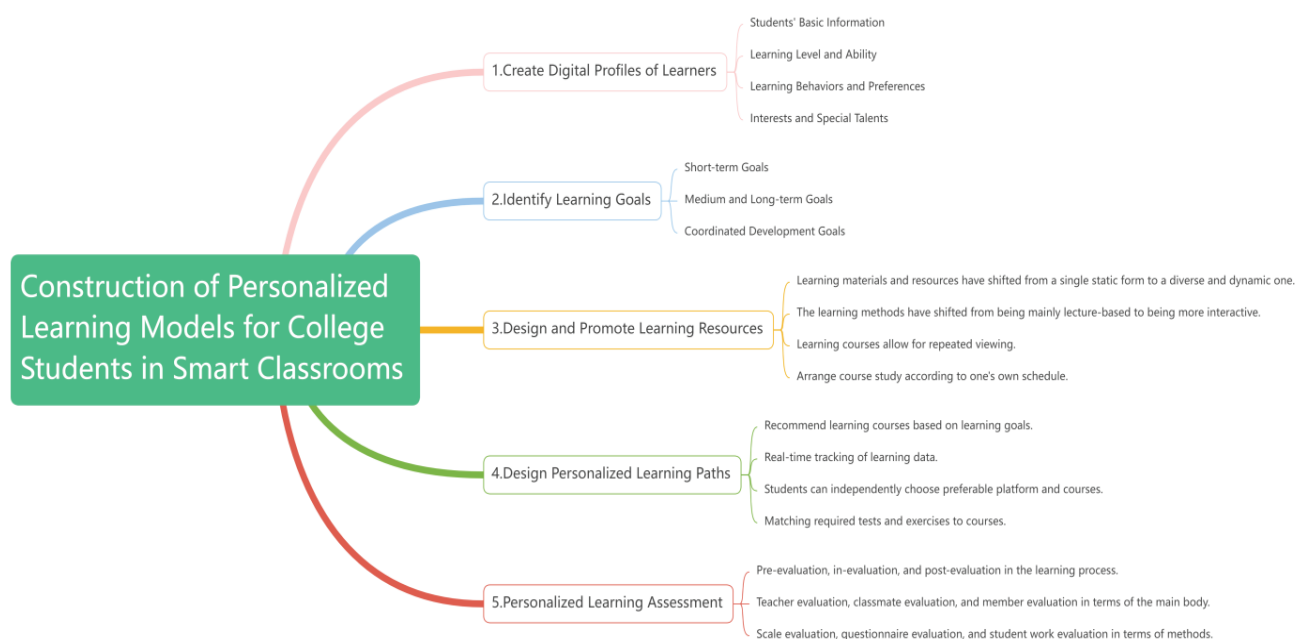 Construction of Personalized
Learning Models for College
Students in Smart Classrooms
1.Create Digital Profiles of Learners
Students' Basic Information
Learning Level and Ability
Learning Behaviors and Preferences
Interests and Special Talents
2.Identify Learning Goals
Short-term Goals
Medium and Long-term Goals
Coordinated Development Goals
3.Design and Promote Learning Resources
Learning materials and resources have shifted from a single static form to a diverse and dynamic one.
The learning methods have shifted from being mainly lecture-based to being more interactive.
Learning courses allow for repeated viewing.
Arrange course study according to one's own schedule.
4.Design Personalized Learning Paths
Recommend learning courses based on learning goals.
Real-time tracking of learning data.
Students can independently choose preferable platform and courses.
Matching required tests and exercises to courses.
5.Personalized Learning Assessment
Pre-evaluation, in-evaluation, and post-evaluation in the learning process.
Teacher evaluation, classmate evaluation, and member evaluation in terms of the main body.
Scale evaluation, questionnaire evaluation, and student work evaluation in terms of methods.